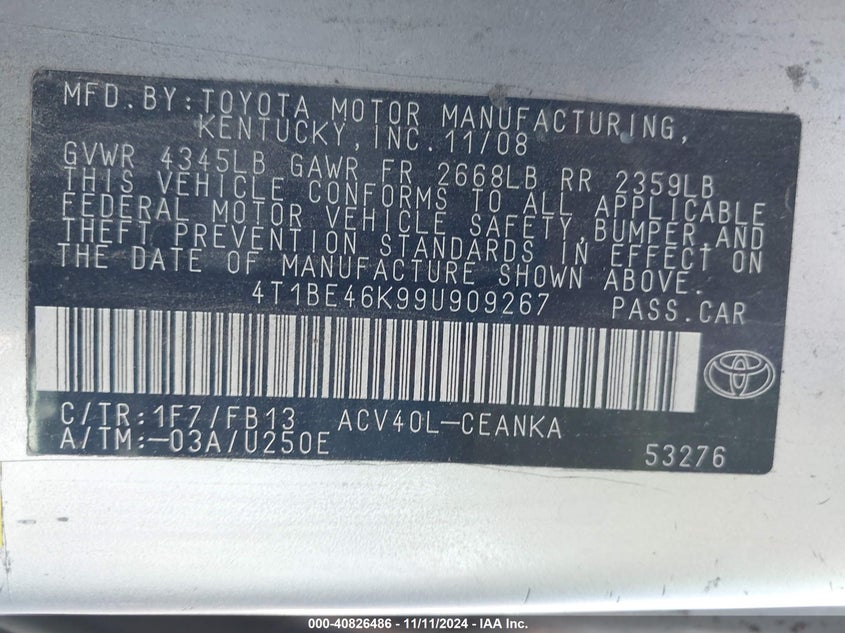 MFD.BY:TOYOTA MOTOR MANUFACTURING,
KENTUCKY,INC.11/08
GVWR 4345LB GAWR FR 2668LB RR 2359LB
THIS VEHICLE CONFORMS TO ALL APPLICABLE
FEDERAL MOTOR VEHICLE SAFETY,BUMPER,AND
THEFT PREVENTION STANDARDS IN EFFECT ON
THE DATE OF MANUFACTURE SHOWN ABOVE.
4T1BE46K99U909267 PASS.CAR
C/TR:1F7/FB13 ACV40L-CEANKA
A/TM:-03A/U250E 53276
000-40826486 - 11/11/2024 - IAA Inc.